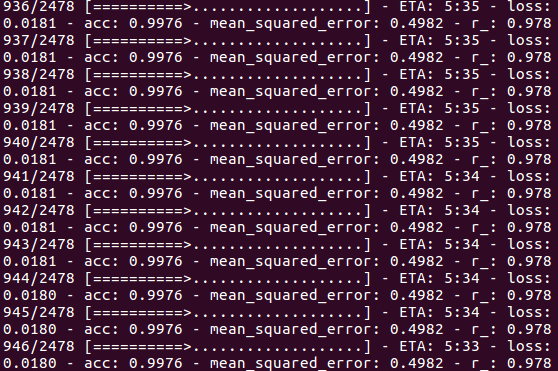 936/2478 [==========>....................] - ETA: 5:35 - loss:
0.0181 - acc: 0.9976 - mean_squared_error: 0.4982 - r_: 0.978
937/2478 [==========>....................] - ETA: 5:35 - loss:
0.0181 - acc: 0.9976 - mean_squared_error: 0.4982 - r_: 0.978
938/2478 [==========>....................] - ETA: 5:35 - loss:
0.0181 - acc: 0.9976 - mean_squared_error: 0.4982 - r_: 0.978
939/2478 [==========>....................] - ETA: 5:35 - loss:
0.0181 - acc: 0.9976 - mean_squared_error: 0.4982 - r_: 0.978
940/2478 [==========>....................] - ETA: 5:35 - loss:
0.0181 - acc: 0.9976 - mean_squared_error: 0.4982 - r_: 0.978
941/2478 [==========>....................] - ETA: 5:34 - loss:
0.0181 - acc: 0.9976 - mean_squared_error: 0.4982 - r_: 0.978
942/2478 [==========>....................] - ETA: 5:34 - loss:
0.0181 - acc: 0.9976 - mean_squared_error: 0.4982 - r_: 0.978
943/2478 [==========>....................] - ETA: 5:34 - loss:
0.0181 - acc: 0.9976 - mean_squared_error: 0.4982 - r_: 0.978
944/2478 [==========>....................] - ETA: 5:34 - loss:
0.0180 - acc: 0.9976 - mean_squared_error: 0.4982 - r_: 0.978
945/2478 [==========>....................] - ETA: 5:34 - loss:
0.0180 - acc: 0.9976 - mean_squared_error: 0.4982 - r_: 0.978
946/2478 [==========>....................] - ETA: 5:33 - loss:
0.0180 - acc: 0.9976 - mean_squared_error: 0.4982 - r_: 0.978